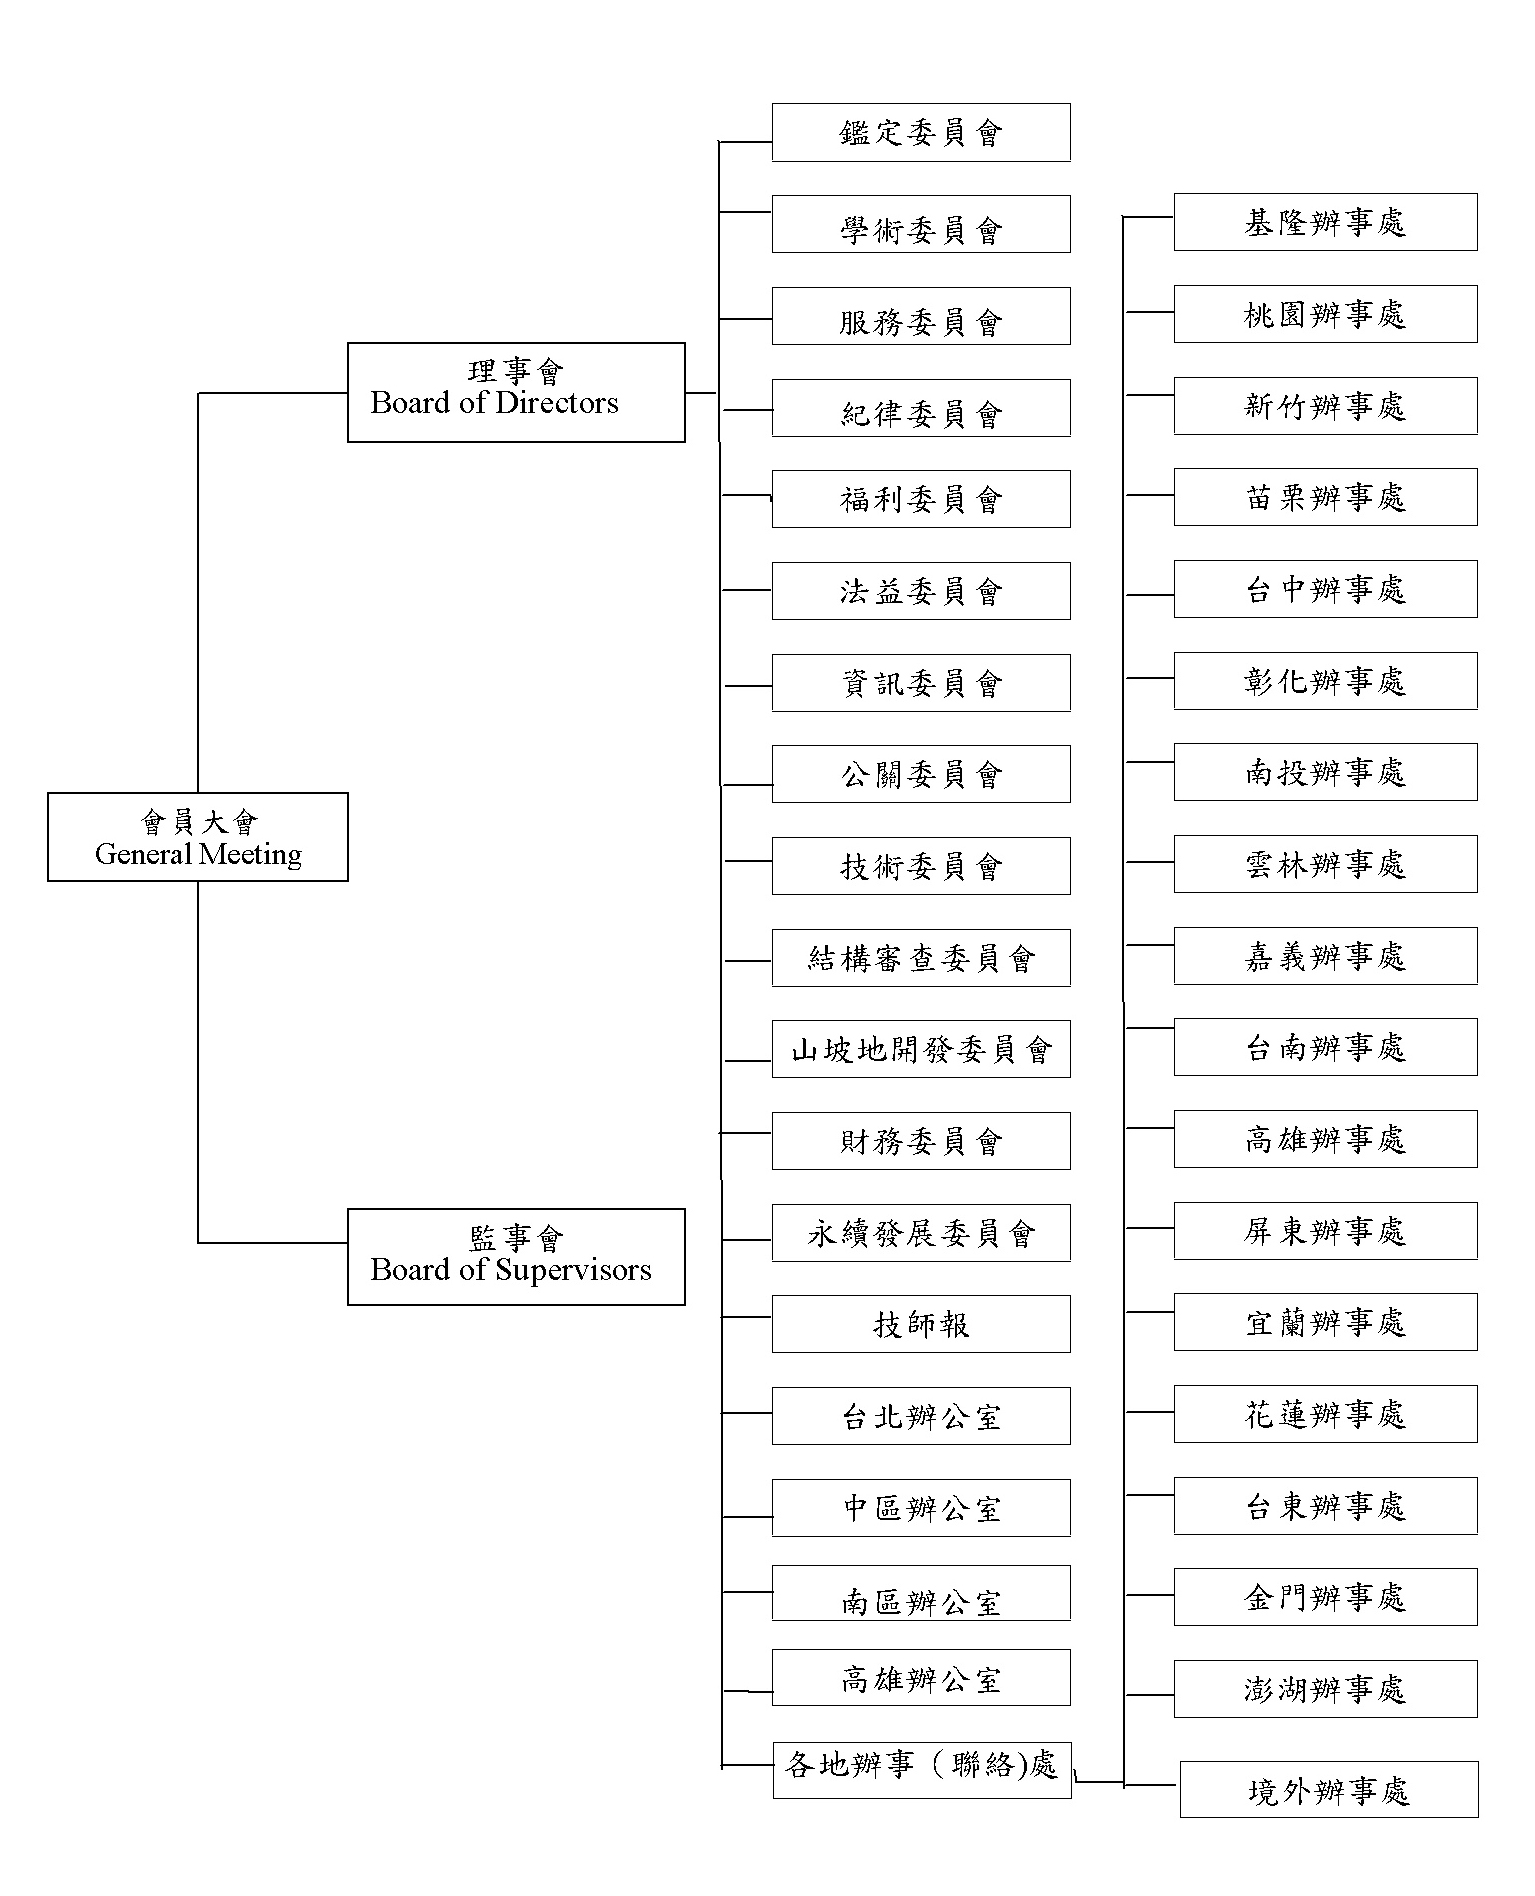 會員大會
General Meeting
理事會
Board of Directors
監事會
Board of Supervisors
鑑定委員會
學術委員會
服務委員會
紀律委員會
福利委員會
法益委員會
資訊委員會
公關委員會
技術委員會
結構審查委員會
山坡地開發委員會
財務委員會
永續發展委員會
技師報
台北辦公室
中區辦公室
南區辦公室
高雄辦公室
各地辦事（聯絡)處
基隆辦事處
桃園辦事處
新竹辦事處
苗栗辦事處
台中辦事處
彰化辦事處
南投辦事處
雲林辦事處
嘉義辦事處
台南辦事處
高雄辦事處
屏東辦事處
宜蘭辦事處
花蓮辦事處
台東辦事處
金門辦事處
澎湖辦事處
境外辦事處